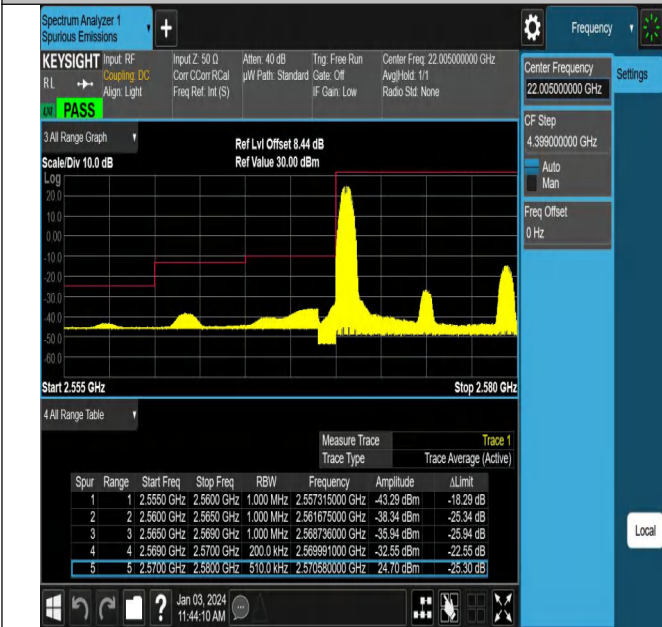 Spectrum Analyzer 1
Spurious Emissions
+
Frequency
KEYSIGHT Input: RF Input Z: 50 Ω Atten: 40 dB Trig: Free Run Center Freq: 22.005000000 GHz
RL Coupling: DC Corr CCorr RCal µW Path: Standard Gate: Off Avg|Hold: 1/1
Align: Light Freq Ref: Int (S) IF Gain: Low Radio Std: None
PASS
Center Frequency
22.005000000 GHz
Settings
CF Step
4.399000000 GHz
Auto
Man
Freq Offset
0 Hz
3 All Range Graph
Ref Lvl Offset 8.44 dB
Scale/Div 10.0 dB Ref Value 30.00 dBm
Log
20.0
10.0
0.00
-10.0
-20.0
-30.0
-40.0
-50.0
-60.0
Start 2.555 GHz Stop 2.580 GHz
4 All Range Table
Measure Trace Trace 1
Trace Type Trace Average (Active)
Spur Range Start Freq Stop Freq RBW Frequency Amplitude ΔLimit
1 1 2.5550 GHz 2.5600 GHz 1.000 MHz 2.557315000 GHz -43.29 dBm -18.29 dB
2 2 2.5600 GHz 2.5650 GHz 1.000 MHz 2.561675000 GHz -38.34 dBm -25.34 dB
3 3 2.5650 GHz 2.5690 GHz 1.000 MHz 2.568736000 GHz -35.94 dBm -25.94 dB
4 4 2.5690 GHz 2.5700 GHz 200.0 kHz 2.569991000 GHz -32.55 dBm -22.55 dB
5 5 2.5700 GHz 2.5800 GHz 510.0 kHz 2.570580000 GHz 24.70 dBm -25.30 dB
Local
?
Jan 03, 2024
11:44:10 AM